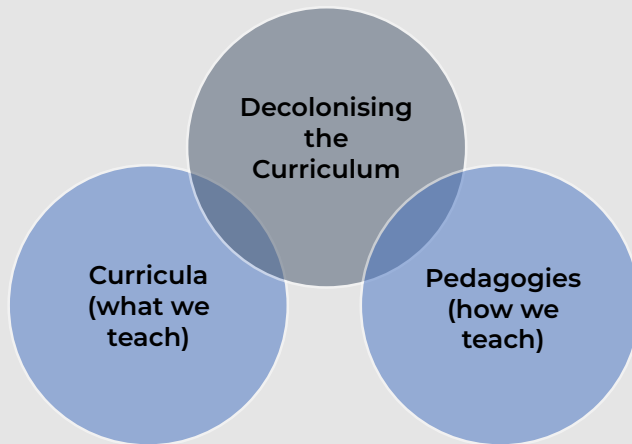 Decolonising
the
Curriculum
Curricula
(what we
teach)
Pedagogies
(how we
teach)